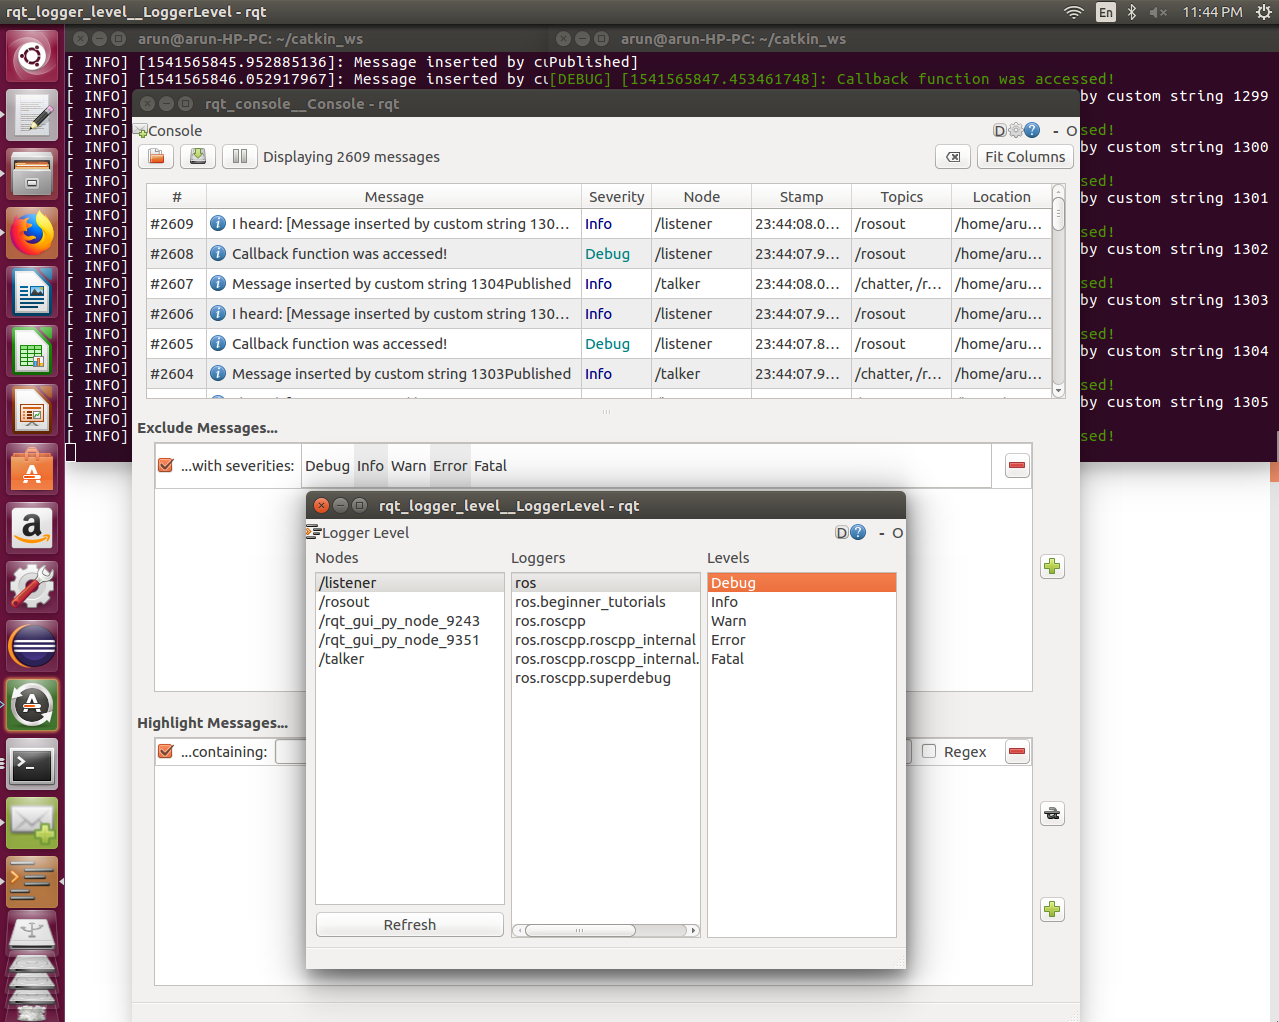 rqt_logger_level__LoggerLevel - rqt
En
11:44 PM
arun@arun-HP-PC: ~/catkin_ws
arun@arun-HP-PC: ~/catkin_ws
[ INFO] [1541565845.952885136]: Message inserted by cu
Published]
[ INFO] [1541565846.052917967]: Message inserted by cu
[DEBUG] [1541565847.453461748]: Callback function was accessed!
[ INFO]
by custom string 1299
[ INFO]
[ INFO]
sed!
[ INFO]
by custom string 1300
[ INFO]
[ INFO]
sed!
[ INFO]
by custom string 1301
[ INFO]
[ INFO]
sed!
[ INFO]
by custom string 1302
[ INFO]
[ INFO]
sed!
[ INFO]
by custom string 1303
[ INFO]
[ INFO]
sed!
[ INFO]
by custom string 1304
[ INFO]
[ INFO]
sed!
[ INFO]
by custom string 1305
[ INFO]
[ INFO]
sed!
rqt_console__Console - rqt
Console
D
?
- O
Displaying 2609 messages
Fit Columns
# Message Severity Node Stamp Topics Location
#2609 I heard: [Message inserted by custom string 130... Info /listener 23:44:08.0... /rosout /home/aru...
#2608 Callback function was accessed! Debug /listener 23:44:07.9... /rosout /home/aru...
#2607 Message inserted by custom string 1304Published Info /talker 23:44:08.0... /chatter, /r... /home/aru...
#2606 I heard: [Message inserted by custom string 130... Info /listener 23:44:07.9... /rosout /home/aru...
#2605 Callback function was accessed! Debug /listener 23:44:07.8... /rosout /home/aru...
#2604 Message inserted by custom string 1303Published Info /talker 23:44:07.9... /chatter, /r... /home/aru...
Exclude Messages...
...with severities: Debug Info Warn Error Fatal
rqt_logger_level__LoggerLevel - rqt
Logger Level
D
?
- O
Nodes
/listener
/rosout
/rqt_gui_py_node_9243
/rqt_gui_py_node_9351
/talker
Refresh
Loggers
ros
ros.beginner_tutorials
ros.roscpp
ros.roscpp.roscpp_internal
ros.roscpp.roscpp_internal.
ros.roscpp.superdebug
Levels
Debug
Info
Warn
Error
Fatal
Highlight Messages...
...containing:
Regex